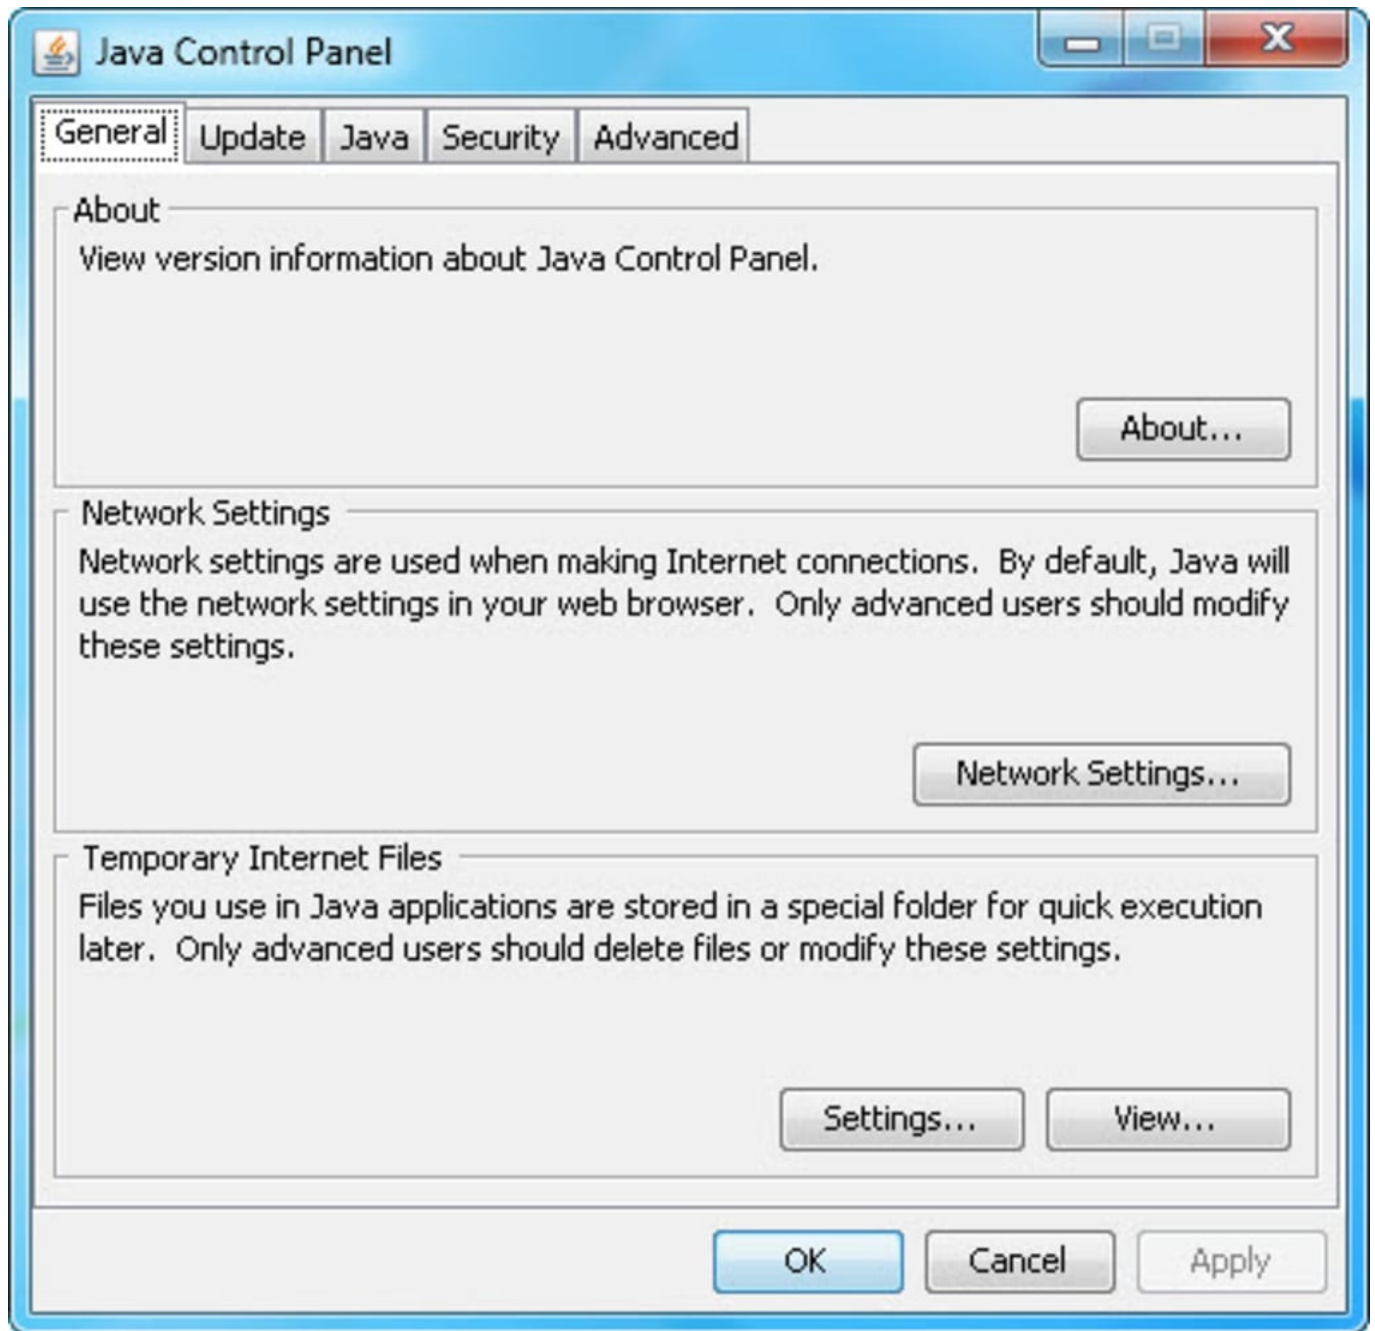 Java Control Panel
General
Update
Java
Security
Advanced
About
View version information about Java Control Panel.
About...
Network Settings
Network settings are used when making Internet connections.  By default, Java will
use the network settings in your web browser.  Only advanced users should modify
these settings.
Network Settings...
Temporary Internet Files
Files you use in Java applications are stored in a special folder for quick execution
later.  Only advanced users should delete files or modify these settings.
Settings...
View...
OK
Cancel
Apply